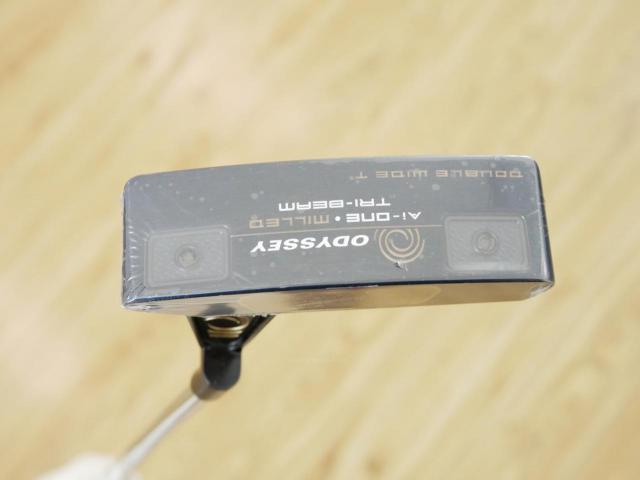 ODYSSEY
Ai-ONE • MILLED
TRI-BEAM
DOUBLE WIDE T